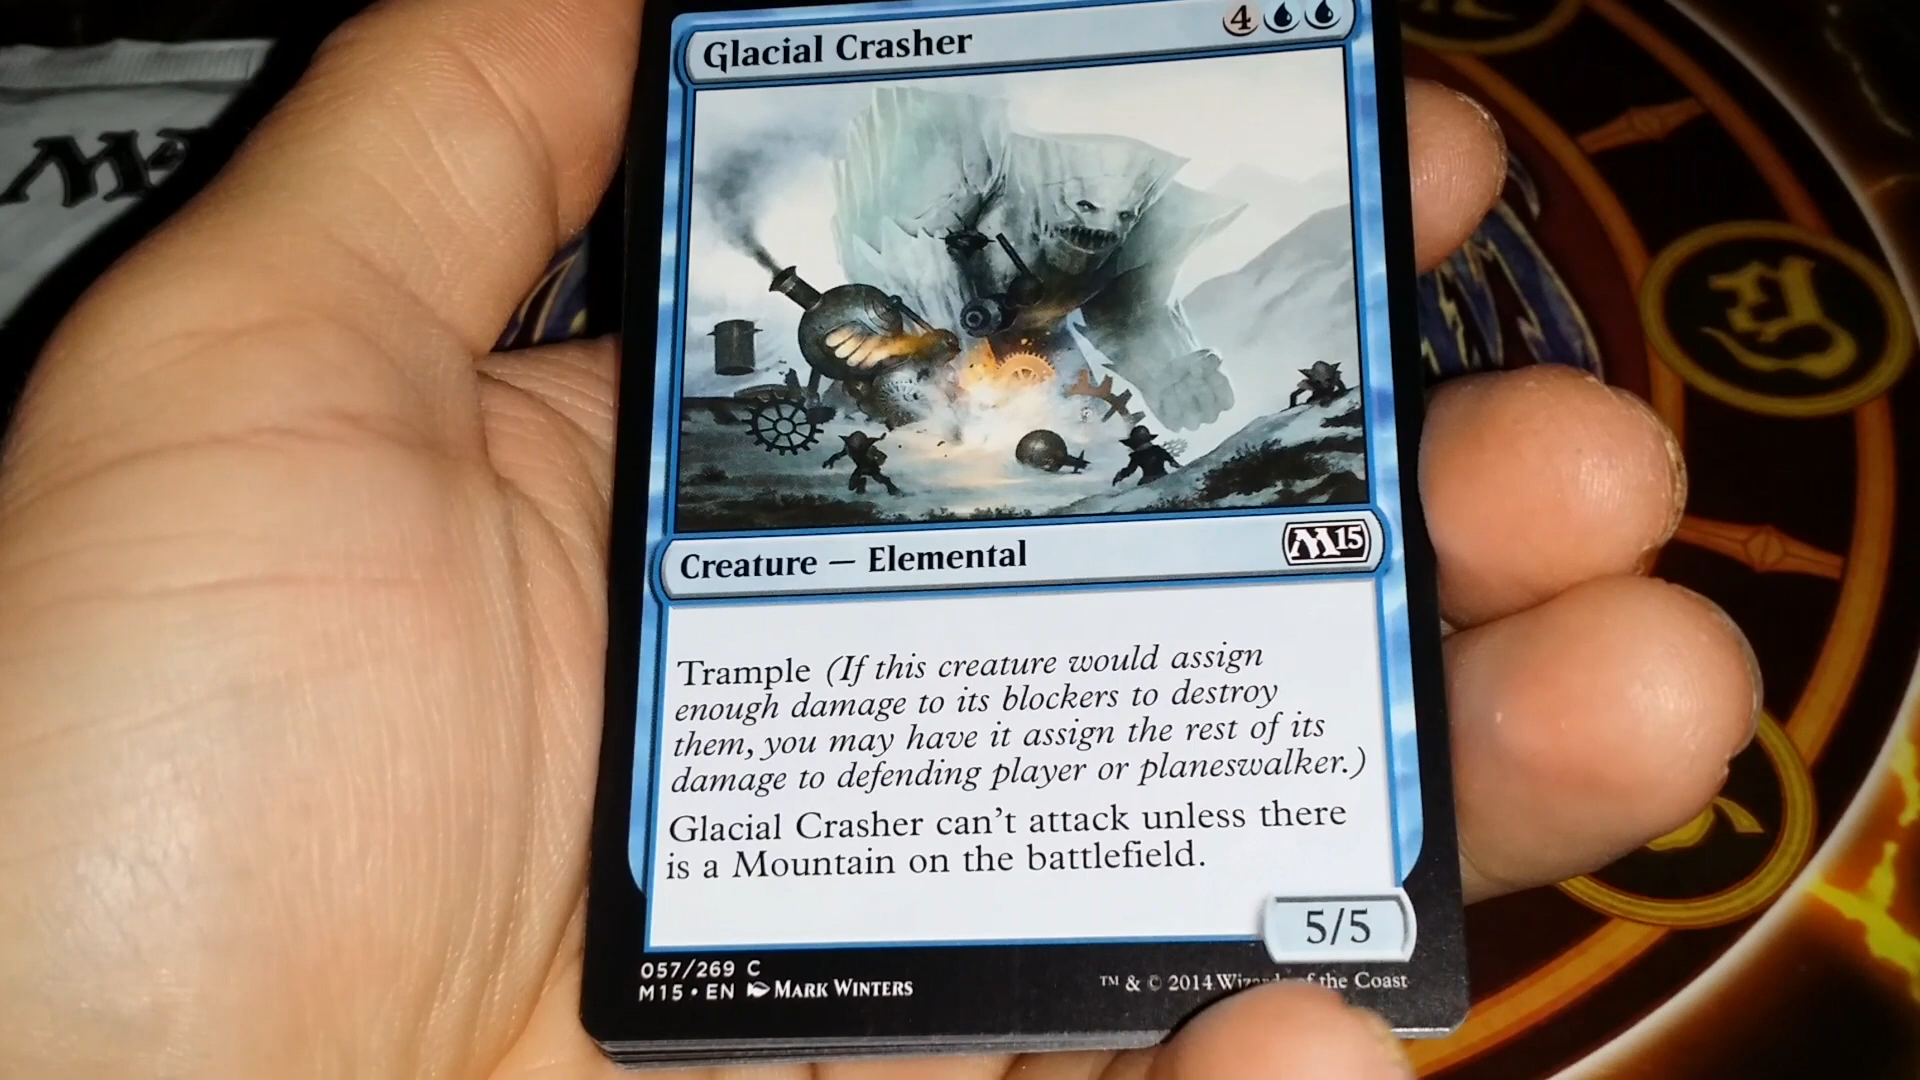 Glacial Crasher 4
Creature — Elemental M15
Trample (If this creature would assign
enough damage to its blockers to destroy
them, you may have it assign the rest of its
damage to defending player or planeswalker.)
Glacial Crasher can't attack unless there
is a Mountain on the battlefield.
5/5
057/269 C
M15 • EN MARK WINTERS
™ & © 2014 of the Coast